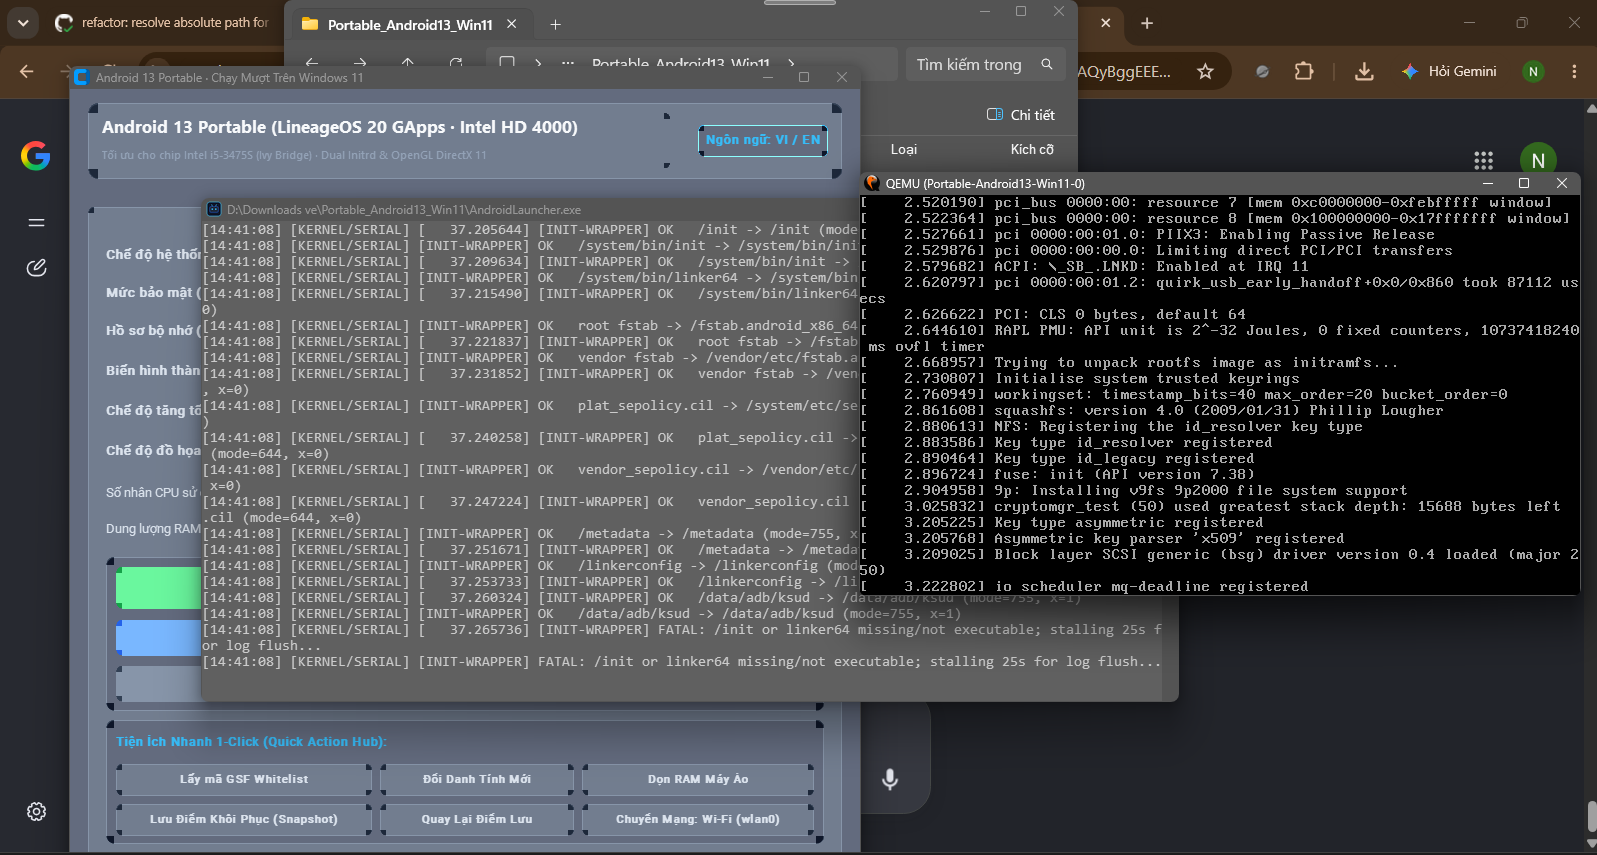 refactor: resolve absolute path for
Portable_Android13_Win11
Portable_Android13_Win11
Tìm kiếm trong
AQyBggEEE...
Hỏi Gemini
N
Android 13 Portable · Chạy Mượt Trên Windows 11
Chi tiết
Loại
Kích cỡ
N
Android 13 Portable (LineageOS 20 GApps · Intel HD 4000)
Tối ưu cho chip Intel i5-3475S (Ivy Bridge) · Dual Initrd & OpenGL DirectX 11
Ngôn ngữ: VI / EN
Chế độ hệ thốn
Mức bảo mật (
Hồ sơ bộ nhớ (
Biến hình thàn
Chế độ tăng tố
Chế độ đồ họa
Số nhân CPU sử
Dung lượng RAM
D:\Downloads ve\Portable_Android13_Win11\AndroidLauncher.exe
[14:41:08] [KERNEL/SERIAL] [   37.205644] [INIT-WRAPPER] OK   /init -> /init (mode
[14:41:08] [KERNEL/SERIAL] [INIT-WRAPPER] OK   /system/bin/init -> /system/bin/ini
[14:41:08] [KERNEL/SERIAL] [   37.209634] [INIT-WRAPPER] OK   /system/bin/init ->
[14:41:08] [KERNEL/SERIAL] [INIT-WRAPPER] OK   /system/bin/linker64 -> /system/bin
[14:41:08] [KERNEL/SERIAL] [   37.215490] [INIT-WRAPPER] OK   /system/bin/linker64
0)
[14:41:08] [KERNEL/SERIAL] [INIT-WRAPPER] OK   root fstab -> /fstab.android_x86_64
[14:41:08] [KERNEL/SERIAL] [   37.221837] [INIT-WRAPPER] OK   root fstab -> /fstab
[14:41:08] [KERNEL/SERIAL] [INIT-WRAPPER] OK   vendor fstab -> /vendor/etc/fstab.a
[14:41:08] [KERNEL/SERIAL] [   37.231852] [INIT-WRAPPER] OK   vendor fstab -> /ven
, x=0)
[14:41:08] [KERNEL/SERIAL] [INIT-WRAPPER] OK   plat_sepolicy.cil -> /system/etc/se
)
[14:41:08] [KERNEL/SERIAL] [   37.240258] [INIT-WRAPPER] OK   plat_sepolicy.cil ->
(mode=644, x=0)
[14:41:08] [KERNEL/SERIAL] [INIT-WRAPPER] OK   vendor_sepolicy.cil -> /vendor/etc/
x=0)
[14:41:08] [KERNEL/SERIAL] [   37.247224] [INIT-WRAPPER] OK   vendor_sepolicy.cil
.cil (mode=644, x=0)
[14:41:08] [KERNEL/SERIAL] [INIT-WRAPPER] OK   /metadata -> /metadata (mode=755, x
[14:41:08] [KERNEL/SERIAL] [   37.251671] [INIT-WRAPPER] OK   /metadata -> /metada
[14:41:08] [KERNEL/SERIAL] [INIT-WRAPPER] OK   /linkerconfig -> /linkerconfig (mod
[14:41:08] [KERNEL/SERIAL] [   37.253733] [INIT-WRAPPER] OK   /linkerconfig -> /li
[14:41:08] [KERNEL/SERIAL] [   37.260324] [INIT-WRAPPER] OK   /data/adb/ksud -> /data/adb/ksud (mode=755, x=1)
[14:41:08] [KERNEL/SERIAL] [INIT-WRAPPER] OK   /data/adb/ksud -> /data/adb/ksud (mode=755, x=1)
[14:41:08] [KERNEL/SERIAL] [   37.265736] [INIT-WRAPPER] FATAL: /init or linker64 missing/not executable; stalling 25s f
or log flush...
[14:41:08] [KERNEL/SERIAL] [INIT-WRAPPER] FATAL: /init or linker64 missing/not executable; stalling 25s for log flush...
QEMU (Portable-Android13-Win11-0)
[    2.520190] pci_bus 0000:00: resource 7 [mem 0xc0000000-0xfebfffff window]
[    2.522364] pci_bus 0000:00: resource 8 [mem 0x100000000-0x17fffffff window]
[    2.527661] pci 0000:00:01.0: PIIX3: Enabling Passive Release
[    2.529876] pci 0000:00:00.0: Limiting direct PCI/PCI transfers
[    2.579682] ACPI: \_SB_.LNKD: Enabled at IRQ 11
[    2.620797] pci 0000:00:01.2: quirk_usb_early_handoff+0x0/0x860 took 87112 us
ecs
[    2.626622] PCI: CLS 0 bytes, default 64
[    2.644610] RAPL PMU: API unit is 2^-32 Joules, 0 fixed counters, 10737418240
ms ovfl timer
[    2.668957] Trying to unpack rootfs image as initramfs...
[    2.730807] Initialise system trusted keyrings
[    2.760949] workingset: timestamp_bits=40 max_order=20 bucket_order=0
[    2.861608] squashfs: version 4.0 (2009/01/31) Phillip Lougher
[    2.880613] NFS: Registering the id_resolver key type
[    2.883586] Key type id_resolver registered
[    2.890464] Key type id_legacy registered
[    2.896724] fuse: init (API version 7.38)
[    2.904958] 9p: Installing v9fs 9p2000 file system support
[    3.025832] cryptomgr_test (50) used greatest stack depth: 15688 bytes left
[    3.205225] Key type asymmetric registered
[    3.205768] Asymmetric key parser 'x509' registered
[    3.209025] Block layer SCSI generic (bsg) driver version 0.4 loaded (major 2
50)
[    3.222802] io scheduler mq-deadline registered
Tiện Ích Nhanh 1-Click (Quick Action Hub):
Lấy mã GSF Whitelist
Đổi Danh Tính Mới
Dọn RAM Máy Ảo
Lưu Điểm Khôi Phục (Snapshot)
Quay Lại Điểm Lưu
Chuyển Mạng: Wi-Fi (wlan0)